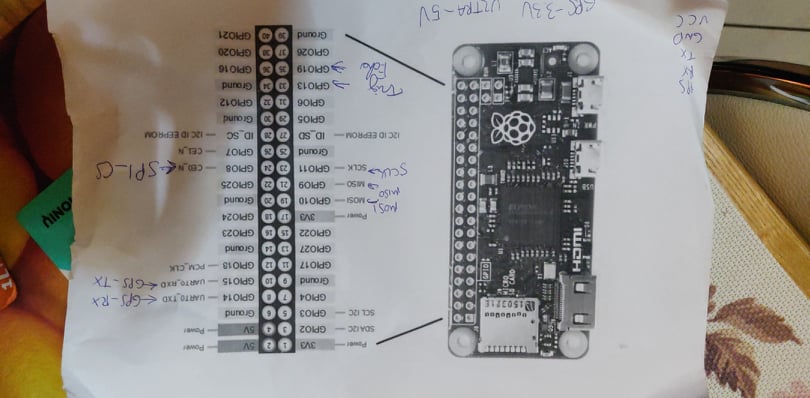 Power 3V3 1 2 5V Power
SDA I2C GPIO2 3 4 5V Power
SCL I2C GPIO3 5 6 Ground
GPIO4 7 8 GPIO14 UART0_TXD ← GPS-RX
Ground 9 10 GPIO15 UART0_RXD ← GPS-TX
GPIO17 11 12 GPIO18 PCM_CLK
GPIO27 13 14 Ground
GPIO22 15 16 GPIO23
Power 3V3 17 18 GPIO24
MOSI MOSI GPIO10 19 20 Ground
MISO MISO GPIO9 21 22 GPIO25
SCLK SCLK GPIO11 23 24 GPIO8 CE0_N ← SPI_CS
Ground 25 26 GPIO7 CE1_N
I2C ID EEPROM ID_SD 27 28 ID_SC I2C ID EEPROM
GPIO5 29 30 Ground
GPIO6 31 32 GPIO12
Trig → GPIO13 33 34 Ground
Echo → GPIO19 35 36 GPIO16
GPIO26 37 38 GPIO20
Ground 39 40 GPIO21
150321E
GPIO
HDMI
USB
RX
TX
GND
VCC
GPS-3.3V ULTRA-5V
only!